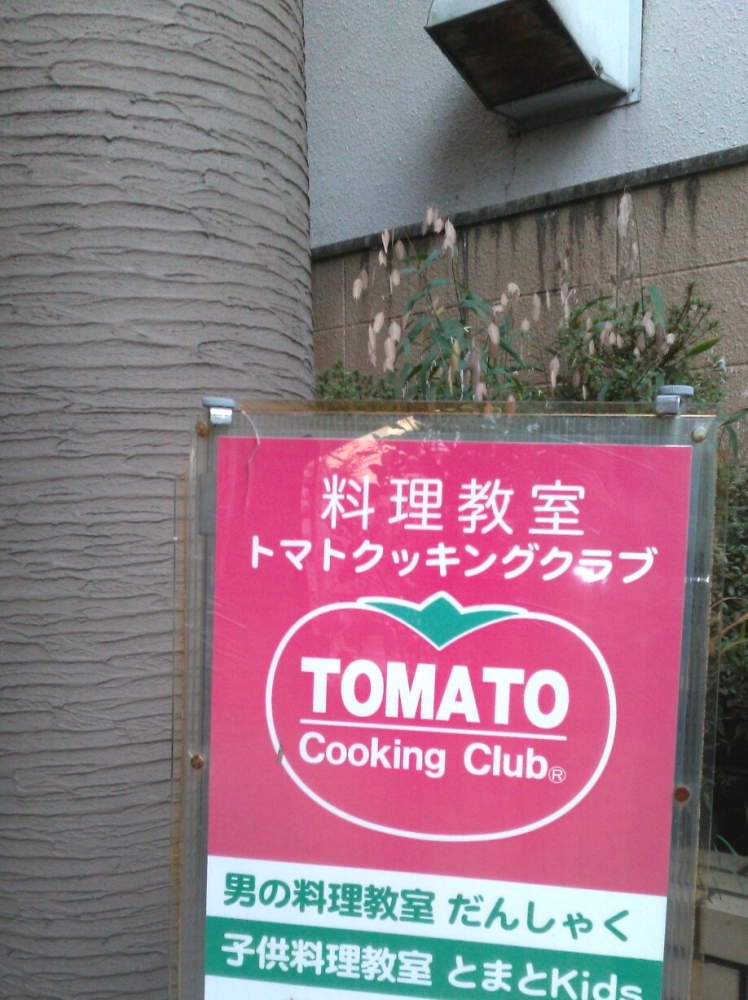 料理教室
トマトクッキングクラブ
TOMATO
Cooking Club®
男の料理教室 だんしゃく
子供料理教室 とまとKids